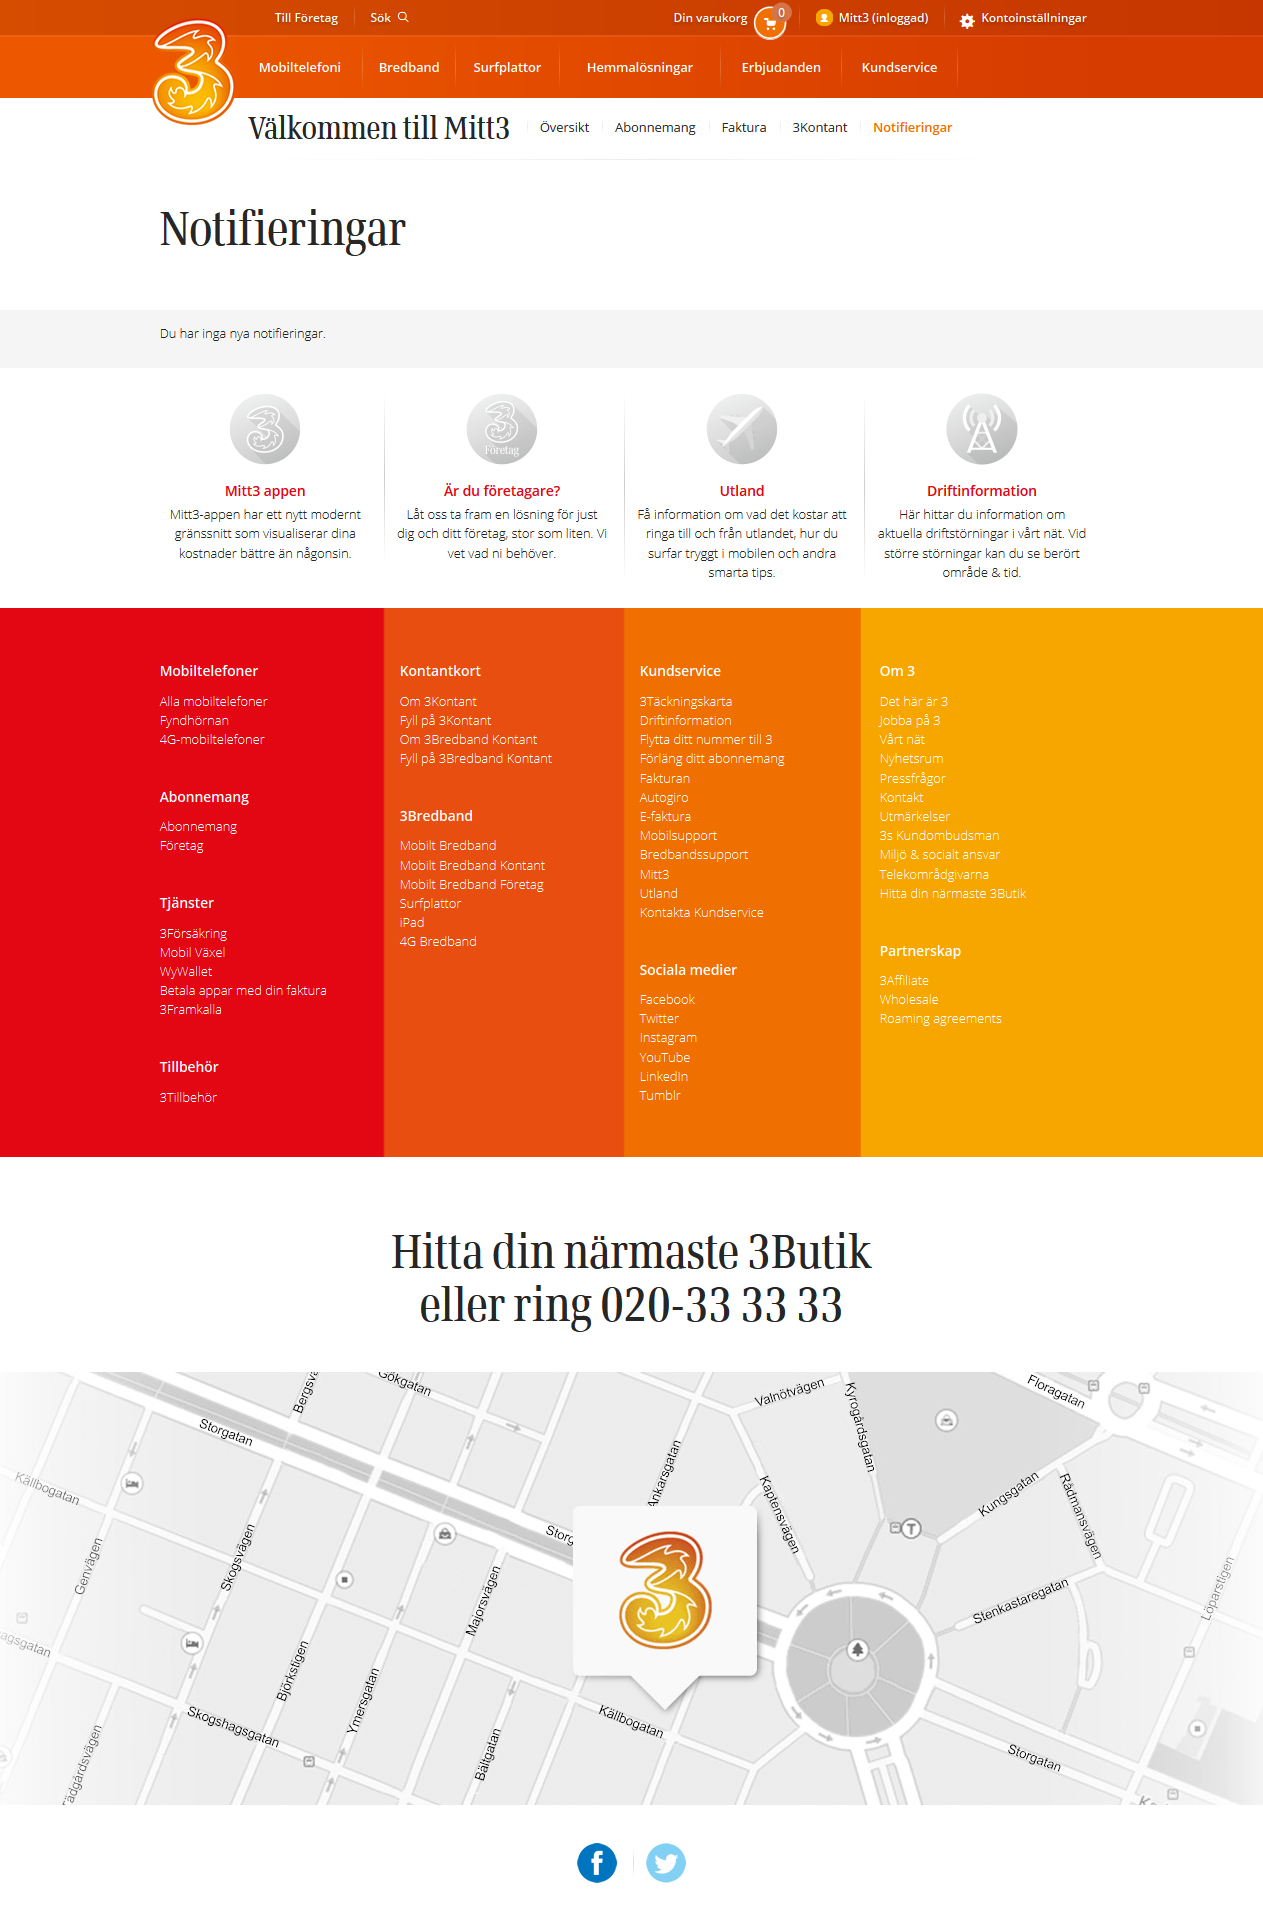 Till Företag
Sök
Din varukorg
0
Mitt3 (inloggad)
Kontoinställningar
Mobiltelefoni
Bredband
Surfplattor
Hemmalösningar
Erbjudanden
Kundservice
Välkommen till Mitt3
Översikt
Abonnemang
Faktura
3Kontant
Notifieringar
Notifieringar
Du har inga nya notifieringar.
Företag
Mitt3 appen
Mitt3-appen har ett nytt modernt
gränssnitt som visualiserar dina
kostnader bättre än någonsin.
Är du företagare?
Låt oss ta fram en lösning för just
dig och ditt företag, stor som liten. Vi
vet vad ni behöver.
Utland
Få information om vad det kostar att
ringa till och från utlandet, hur du
surfar tryggt i mobilen och andra
smarta tips.
Driftinformation
Här hittar du information om
aktuella driftstörningar i vårt nät. Vid
större störningar kan du se berört
område & tid.
Mobiltelefoner
Alla mobiltelefoner
Fyndhörnan
4G-mobiltelefoner
Abonnemang
Abonnemang
Företag
Tjänster
3Försäkring
Mobil Växel
WyWallet
Betala appar med din faktura
3Framkalla
Tillbehör
3Tillbehör
Kontantkort
Om 3Kontant
Fyll på 3Kontant
Om 3Bredband Kontant
Fyll på 3Bredband Kontant
3Bredband
Mobilt Bredband
Mobilt Bredband Kontant
Mobilt Bredband Företag
Surfplattor
iPad
4G Bredband
Kundservice
3Täckningskarta
Driftinformation
Flytta ditt nummer till 3
Förläng ditt abonnemang
Fakturan
Autogiro
E-faktura
Mobilsupport
Bredbandssupport
Mitt3
Utland
Kontakta Kundservice
Sociala medier
Facebook
Twitter
Instagram
YouTube
LinkedIn
Tumblr
Om 3
Det här är 3
Jobba på 3
Vårt nät
Nyhetsrum
Pressfrågor
Kontakt
Utmärkelser
3s Kundombudsman
Miljö & socialt ansvar
Telekområdgivarna
Hitta din närmaste 3Butik
Partnerskap
3Affiliate
Wholesale
Roaming agreements
Hitta din närmaste 3Butik
eller ring 020-33 33 33
Gökgatan
Storgatan
Källbogatan
Genvägen
Skogsvägen
Björkstigen
Skogshagsgatan
Ymersgatan
Majorsvägen
Bältgatan
Källbogatan
Ankarsgatan
Valnötvägen
Kyrogårdsgatan
Kaptensvägen
Floragatan
Kungsgatan
Rådmansvägen
Stenkastaregatan
Löparstigen
Storgatan
T